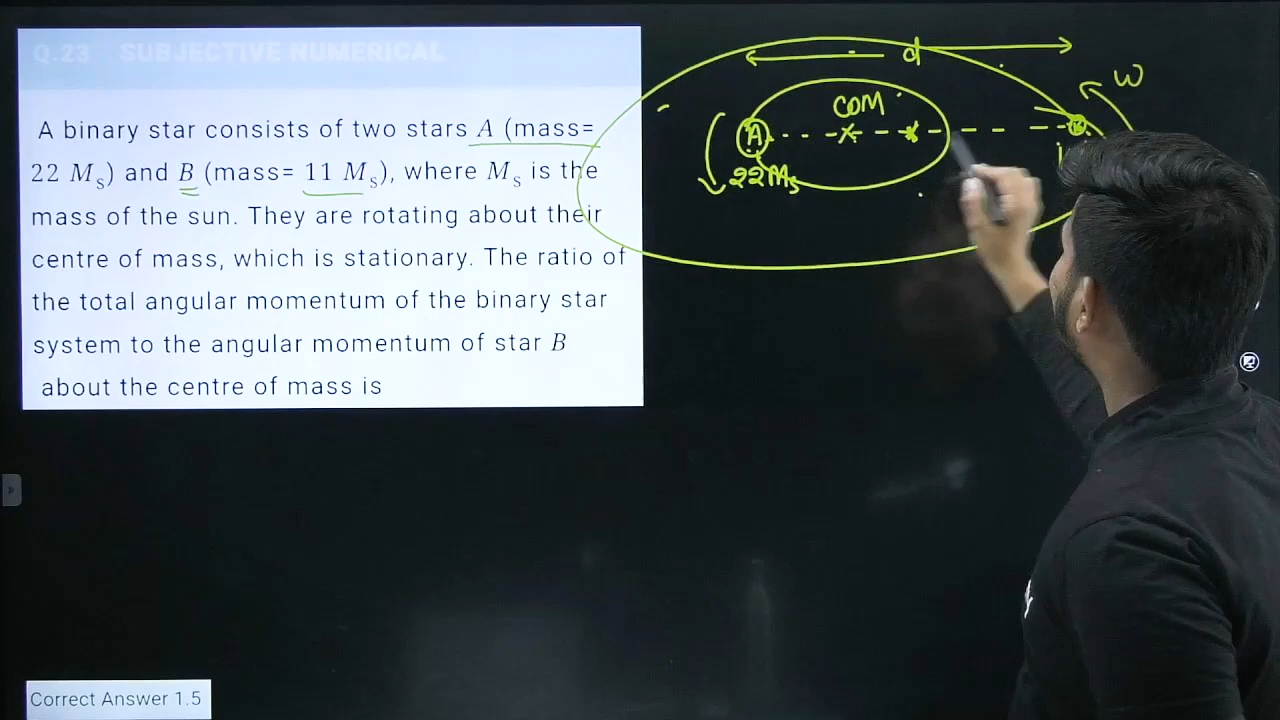 Q.23 SUBJECTIVE NUMERICAL
A binary star consists of two stars A (mass=
22 Ms) and B (mass= 11 Ms), where Ms is the
mass of the sun. They are rotating about their
centre of mass, which is stationary. The ratio of
the total angular momentum of the binary star
system to the angular momentum of star B
about the centre of mass is
d
ω
COM
A
22Ms
Correct Answer 1.5